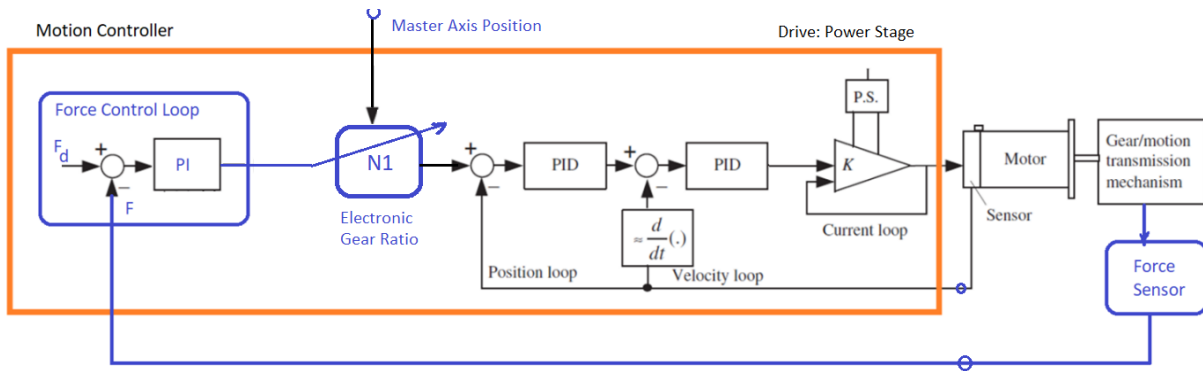 Motion Controller
Master Axis Position
Drive: Power Stage
Force Control Loop
F_d
+
−
PI
F
N1
Electronic
Gear Ratio
+
−
PID
+
−
PID
≈ d/dt (.)
Position loop
Velocity loop
P.S.
K
Current loop
Motor
Sensor
Gear/motion
transmission
mechanism
Force
Sensor